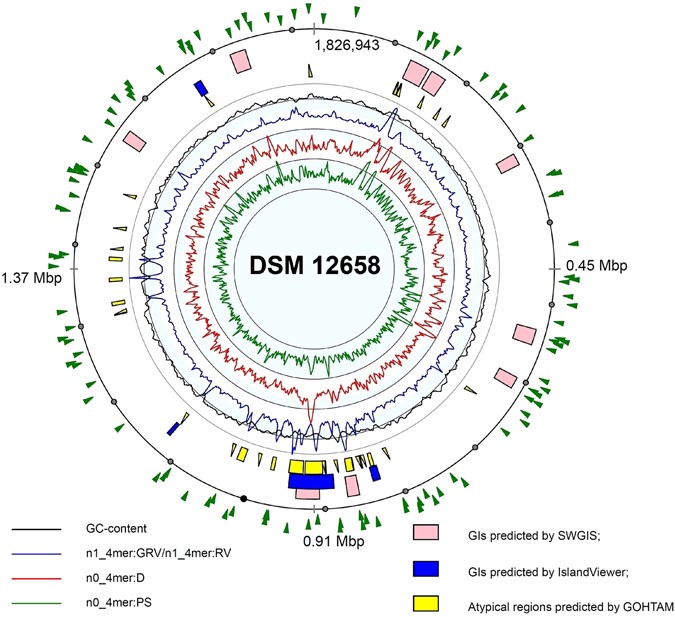 1,826,943
DSM 12658
1.37 Mbp
0.45 Mbp
0.91 Mbp
GC-content
n1_4mer:GRV/n1_4mer:RV
n0_4mer:D
n0_4mer:PS
GIs predicted by SWGIS;
GIs predicted by IslandViewer;
Atypical regions predicted by GOHTAM